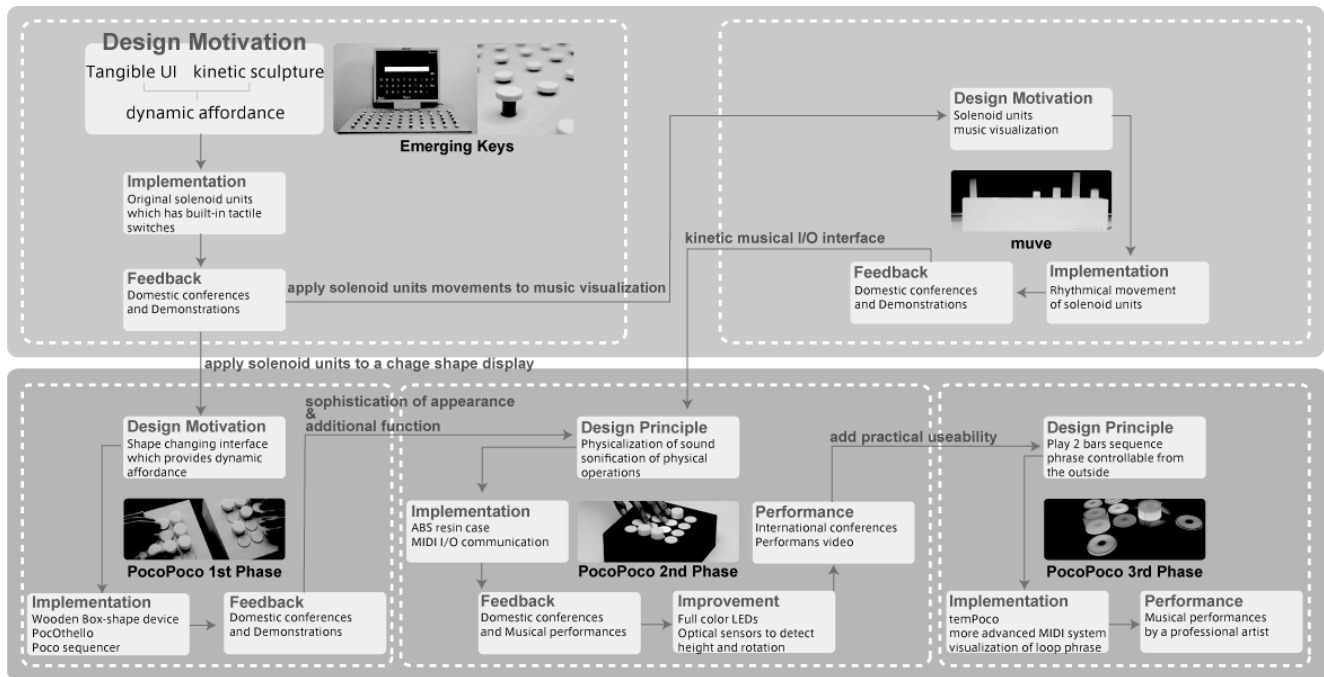 Design Motivation
Tangible UI kinetic sculpture
dynamic affordance
Emerging Keys
Implementation
Original solenoid units
which has built-in tactile
switches
Feedback
Domestic conferences
and Demonstrations
apply solenoid units movements to music visualization
Design Motivation
Solenoid units
music visualization
muve
Implementation
Rhythmical movement
of solenoid units
Feedback
Domestic conferences
and Demonstrations
kinetic musical I/O interface
apply solenoid units to a chage shape display
Design Motivation
Shape changing interface
which provides dynamic
affordance
PocoPoco 1st Phase
Implementation
Wooden Box-shape device
PocOthello
Poco sequencer
Feedback
Domestic conferences
and Demonstrations
sophistication of appearance
&
additional function
Design Principle
Physicalization of sound
sonification of physical
operations
Implementation
ABS resin case
MIDI I/O communication
PocoPoco 2nd Phase
Feedback
Domestic conferences
and Musical performances
Improvement
Full color LEDs
Optical sensors to detect
height and rotation
Performance
International conferences
Performans video
add practical useability
Design Principle
Play 2 bars sequence
phrase controllable from
the outside
PocoPoco 3rd Phase
Implementation
temPoco
more advanced MIDI system
visualization of loop phrase
Performance
Musical performances
by a professional artist